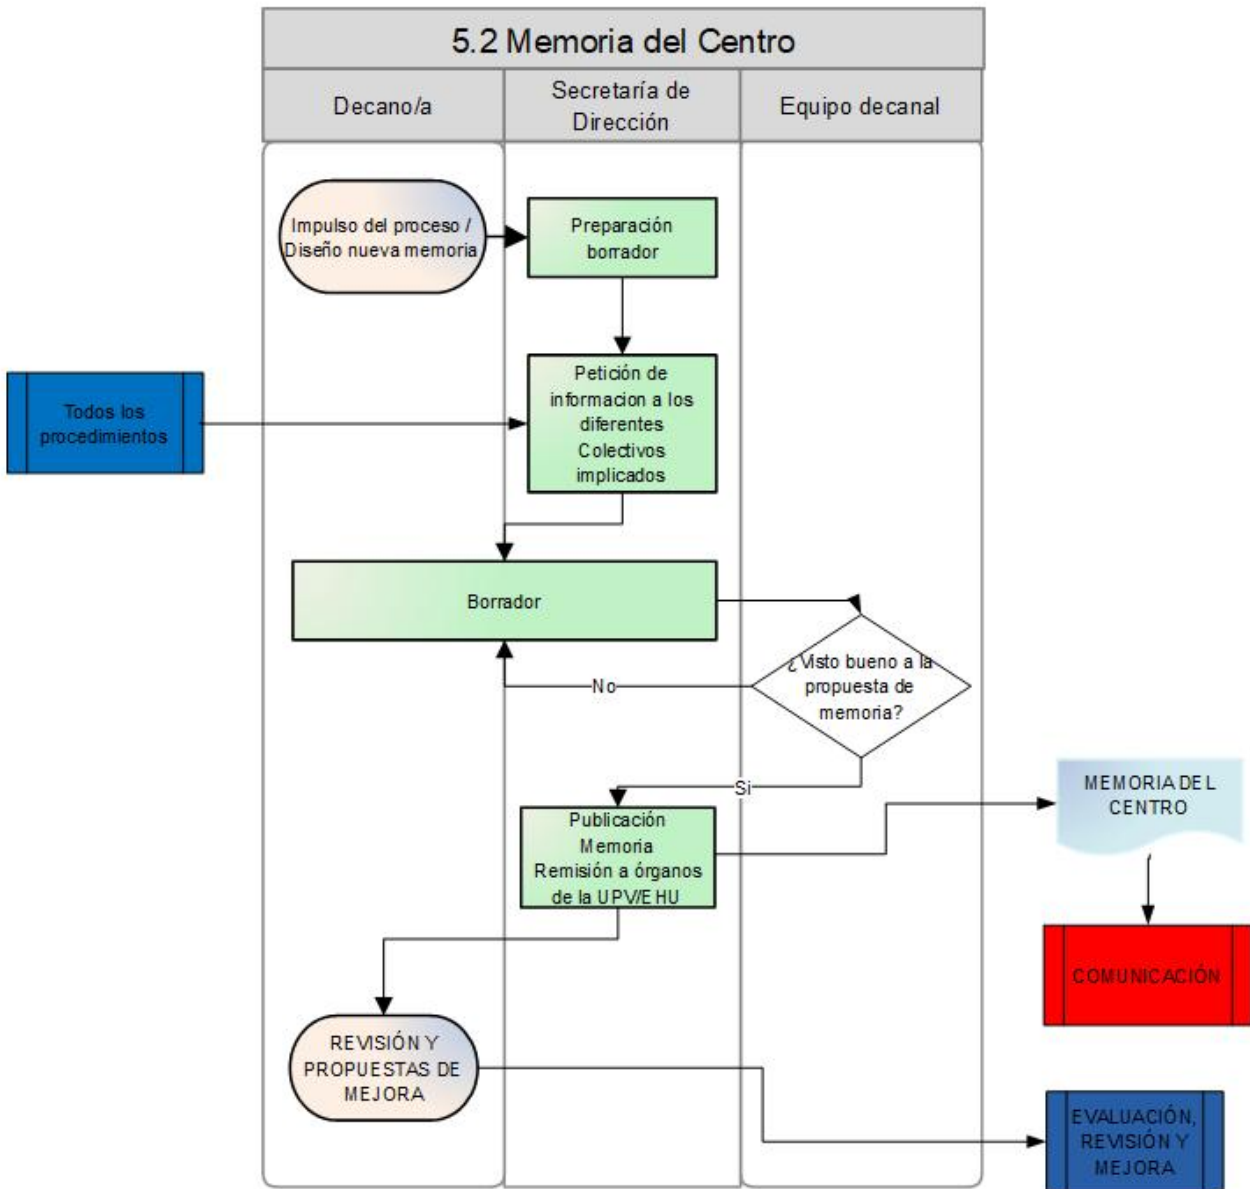 5.2 Memoria del Centro
Decano/a
Secretaría de
Dirección
Equipo decanal
Impulso del proceso /
Diseño nueva memoria
Preparación
borrador
Todos los
procedimientos
Petición de
informacion a los
diferentes
Colectivos
implicados
Borrador
¿Visto bueno a la
propuesta de
memoria?
No
Si
Publicación
Memoria
Remisión a órganos
de la UPV/EHU
MEMORIA DEL
CENTRO
COMUNICACIÓN
REVISIÓN Y
PROPUESTAS DE
MEJORA
EVALUACIÓN,
REVISIÓN Y
MEJORA